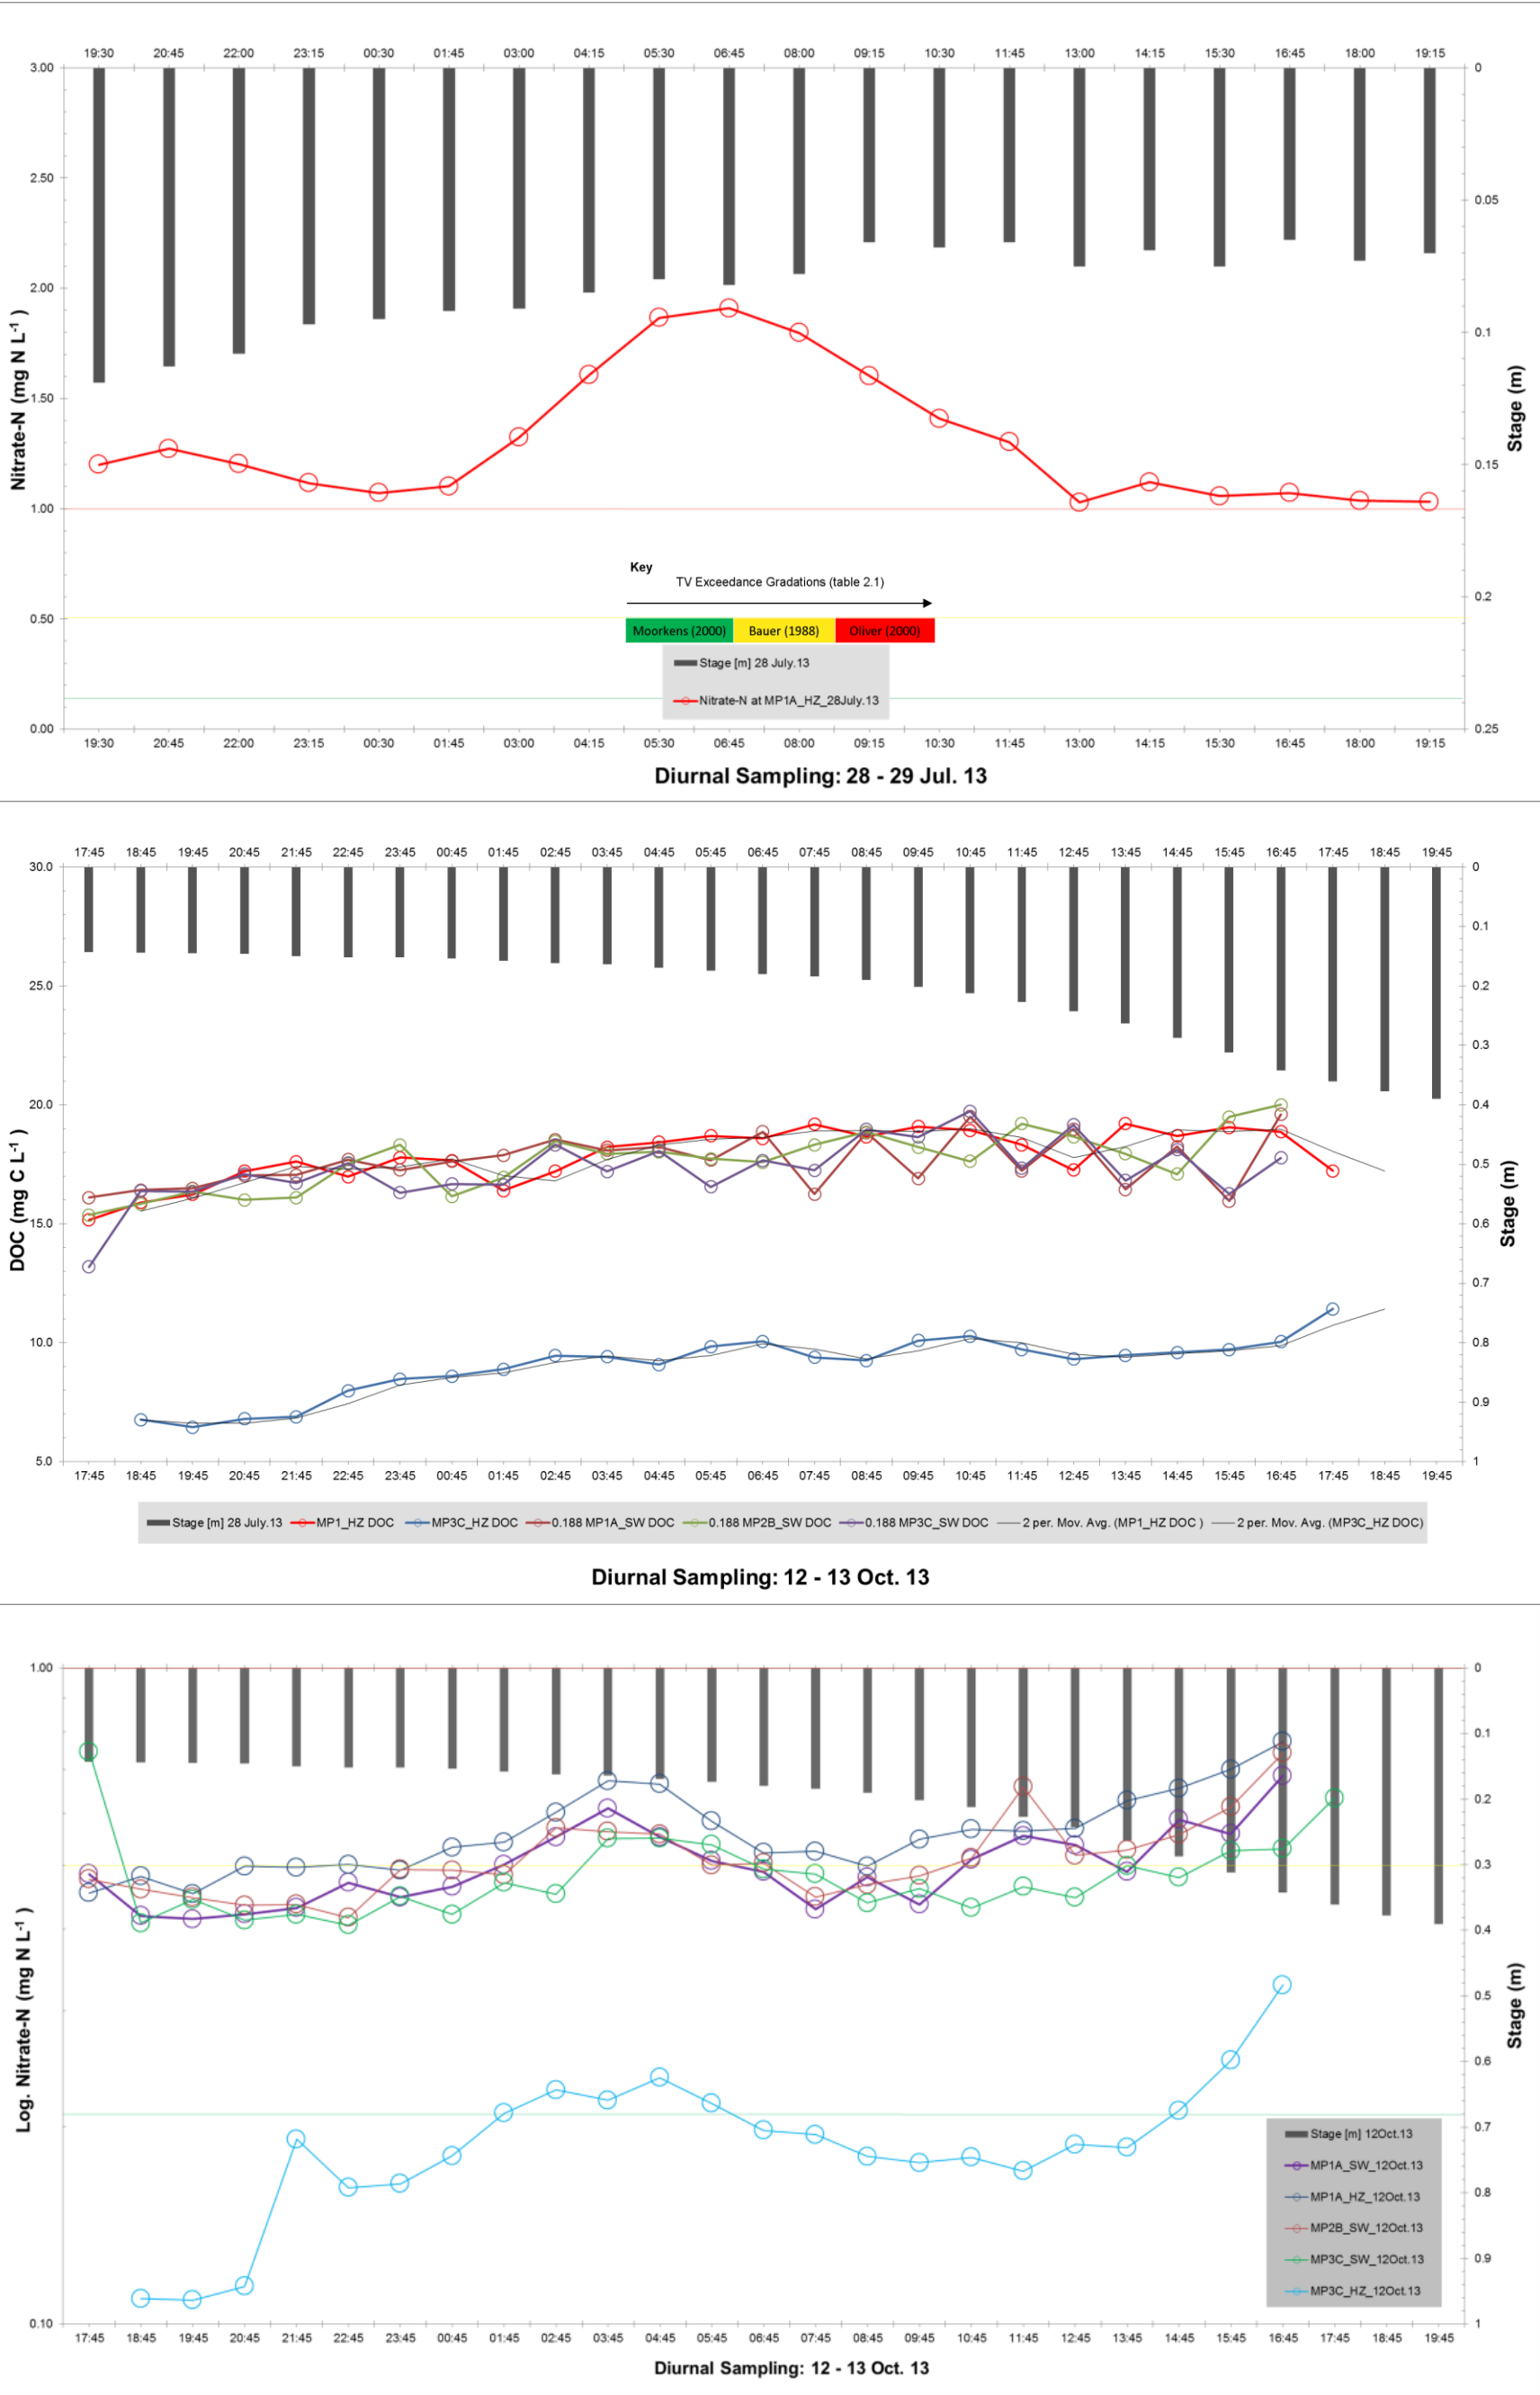 19:30 20:45 22:00 23:15 00:30 01:45 03:00 04:15 05:30 06:45 08:00 09:15 10:30 11:45 13:00 14:15 15:30 16:45 18:00 19:15
3.00 0
2.50
0.05
2.00
0.1
Nitrate-N (mg N L-1 )
Stage (m)
1.50
0.15
1.00
Key
TV Exceedance Gradations (table 2.1)
0.2
0.50
Moorkens (2000) Bauer (1988) Oliver (2000)
Stage [m] 28 July.13
Nitrate-N at MP1A_HZ_28July.13
0.00 0.25
19:30 20:45 22:00 23:15 00:30 01:45 03:00 04:15 05:30 06:45 08:00 09:15 10:30 11:45 13:00 14:15 15:30 16:45 18:00 19:15
Diurnal Sampling: 28 - 29 Jul. 13
17:45 18:45 19:45 20:45 21:45 22:45 23:45 00:45 01:45 02:45 03:45 04:45 05:45 06:45 07:45 08:45 09:45 10:45 11:45 12:45 13:45 14:45 15:45 16:45 17:45 18:45 19:45
30.0 0
0.1
25.0 0.2
0.3
20.0 0.4
0.5
DOC (mg C L-1 )
Stage (m)
15.0 0.6
0.7
10.0 0.8
0.9
5.0 1
17:45 18:45 19:45 20:45 21:45 22:45 23:45 00:45 01:45 02:45 03:45 04:45 05:45 06:45 07:45 08:45 09:45 10:45 11:45 12:45 13:45 14:45 15:45 16:45 17:45 18:45 19:45
Stage [m] 28 July.13 MP1_HZ DOC MP3C_HZ DOC 0.188 MP1A_SW DOC 0.188 MP2B_SW DOC 0.188 MP3C_SW DOC 2 per. Mov. Avg. (MP1_HZ DOC ) 2 per. Mov. Avg. (MP3C_HZ DOC)
Diurnal Sampling: 12 - 13 Oct. 13
1.00 0
0.1
0.2
0.3
0.4
0.5
Log. Nitrate-N (mg N L-1 )
Stage (m)
0.6
0.7
Stage [m] 12Oct.13
MP1A_SW_12Oct.13
MP1A_HZ_12Oct.13
0.8
MP2B_SW_12Oct.13
MP3C_SW_12Oct.13
0.9
MP3C_HZ_12Oct.13
0.10 1
17:45 18:45 19:45 20:45 21:45 22:45 23:45 00:45 01:45 02:45 03:45 04:45 05:45 06:45 07:45 08:45 09:45 10:45 11:45 12:45 13:45 14:45 15:45 16:45 17:45 18:45 19:45
Diurnal Sampling: 12 - 13 Oct. 13